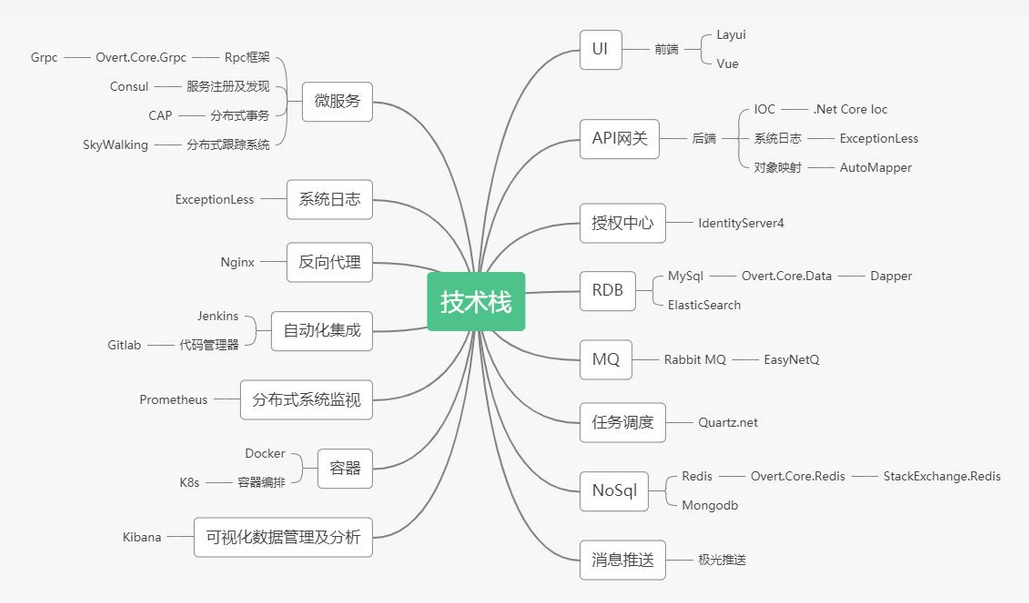 技术栈
微服务
Rpc框架
Overt.Core.Grpc
Grpc
服务注册及发现
Consul
分布式事务
CAP
分布式跟踪系统
SkyWalking
系统日志
ExceptionLess
反向代理
Nginx
自动化集成
Jenkins
代码管理器
Gitlab
分布式系统监视
Prometheus
容器
Docker
容器编排
K8s
可视化数据管理及分析
Kibana
UI
前端
Layui
Vue
API网关
后端
IOC
.Net Core Ioc
系统日志
ExceptionLess
对象映射
AutoMapper
授权中心
IdentityServer4
RDB
MySql
Overt.Core.Data
Dapper
ElasticSearch
MQ
Rabbit MQ
EasyNetQ
任务调度
Quartz.net
NoSql
Redis
Overt.Core.Redis
StackExchange.Redis
Mongodb
消息推送
极光推送